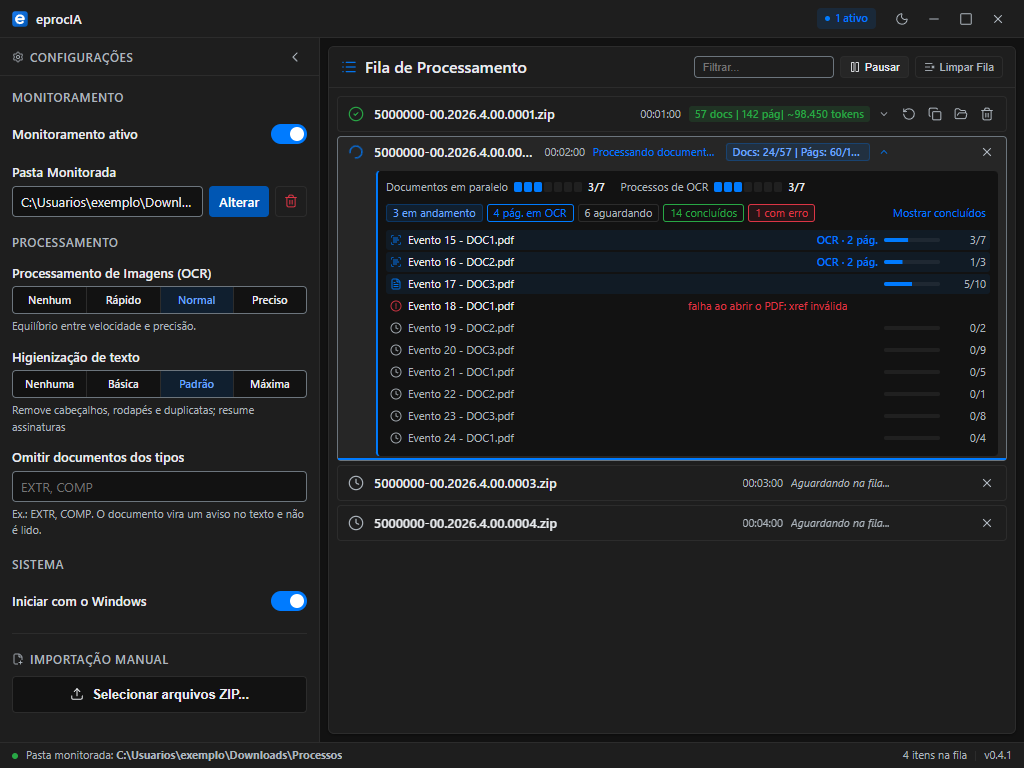 eprocIA
1 ativo
CONFIGURAÇÕES
MONITORAMENTO
Monitoramento ativo
Pasta Monitorada
C:\Usuarios\exemplo\Downl...
Alterar
PROCESSAMENTO
Processamento de Imagens (OCR)
Nenhum Rápido Normal Preciso
Equilíbrio entre velocidade e precisão.
Higienização de texto
Nenhuma Básica Padrão Máxima
Remove cabeçalhos, rodapés e duplicatas; resume
assinaturas
Omitir documentos dos tipos
EXTR, COMP
Ex.: EXTR, COMP. O documento vira um aviso no texto e não
é lido.
SISTEMA
Iniciar com o Windows
IMPORTAÇÃO MANUAL
Selecionar arquivos ZIP...
Fila de Processamento
Filtrar...
Pausar
Limpar Fila
5000000-00.2026.4.00.0001.zip 00:01:00 57 docs | 142 pág| ~98.450 tokens
5000000-00.2026.4.00.00... 00:02:00 Processando document... Docs: 24/57 | Págs: 60/1...
Documentos em paralelo 3/7 Processos de OCR 3/7
3 em andamento 4 pág. em OCR 6 aguardando 14 concluídos 1 com erro Mostrar concluídos
Evento 15 - DOC1.pdf OCR · 2 pág. 3/7
Evento 16 - DOC2.pdf OCR · 2 pág. 1/3
Evento 17 - DOC3.pdf 5/10
Evento 18 - DOC1.pdf falha ao abrir o PDF: xref inválida
Evento 19 - DOC2.pdf 0/2
Evento 20 - DOC3.pdf 0/9
Evento 21 - DOC1.pdf 0/5
Evento 22 - DOC2.pdf 0/1
Evento 23 - DOC3.pdf 0/8
Evento 24 - DOC1.pdf 0/4
5000000-00.2026.4.00.0003.zip 00:03:00 Aguardando na fila...
5000000-00.2026.4.00.0004.zip 00:04:00 Aguardando na fila...
Pasta monitorada: C:\Usuarios\exemplo\Downloads\Processos
4 itens na fila v0.4.1